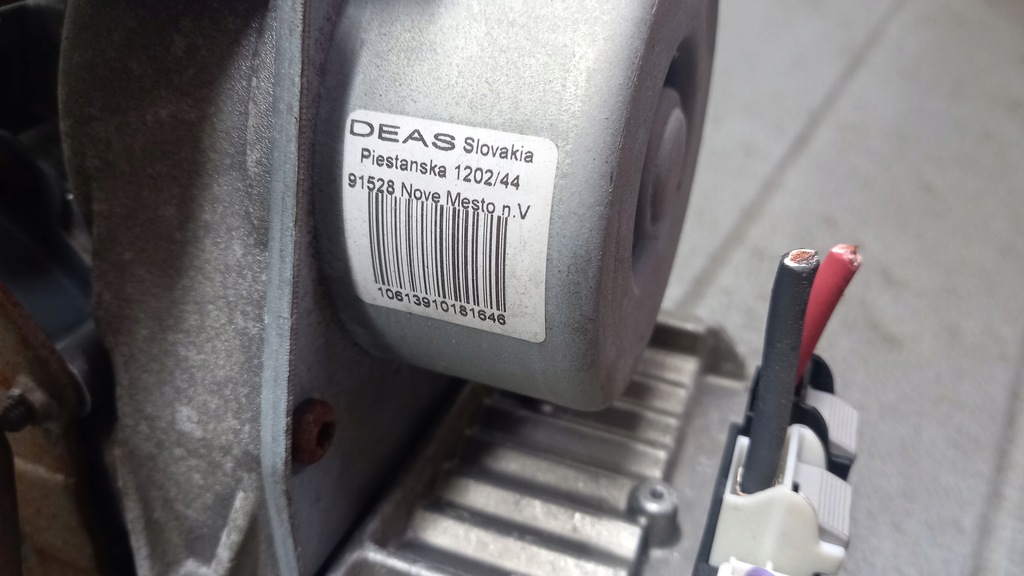 DEAS Slovakia
Piestanska 1202/44
91528 Nove Mesto n.V
10613910181646